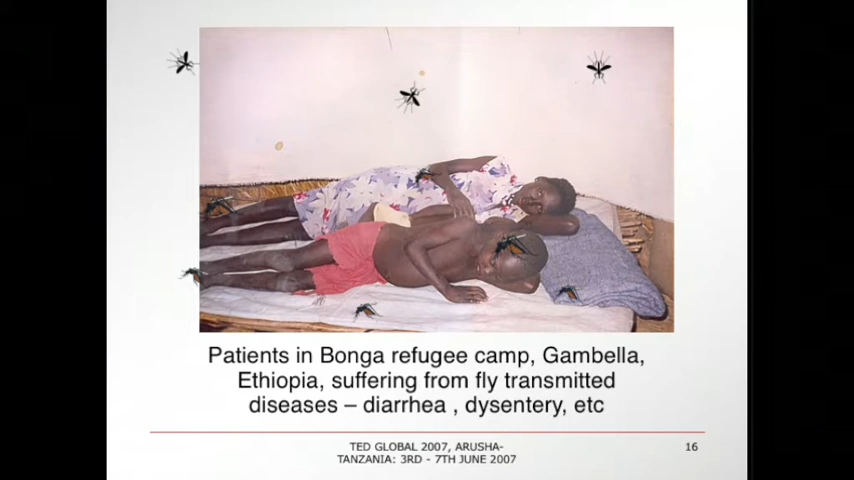 Patients in Bonga refugee camp, Gambella,
Ethiopia, suffering from fly transmitted
diseases – diarrhea , dysentery, etc
TED GLOBAL 2007, ARUSHA-
TANZANIA: 3RD - 7TH JUNE 2007
16